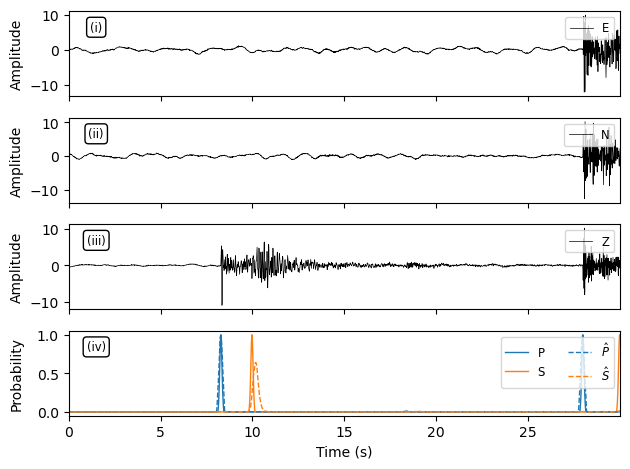 10
(i)
E
0
Amplitude
−10
10
(ii)
N
0
Amplitude
−10
10
(iii)
Z
0
Amplitude
−10
1.0
(iv)
P
P̂
S
Ŝ
0.5
Probability
0.0
0 5 10 15 20 25
Time (s)